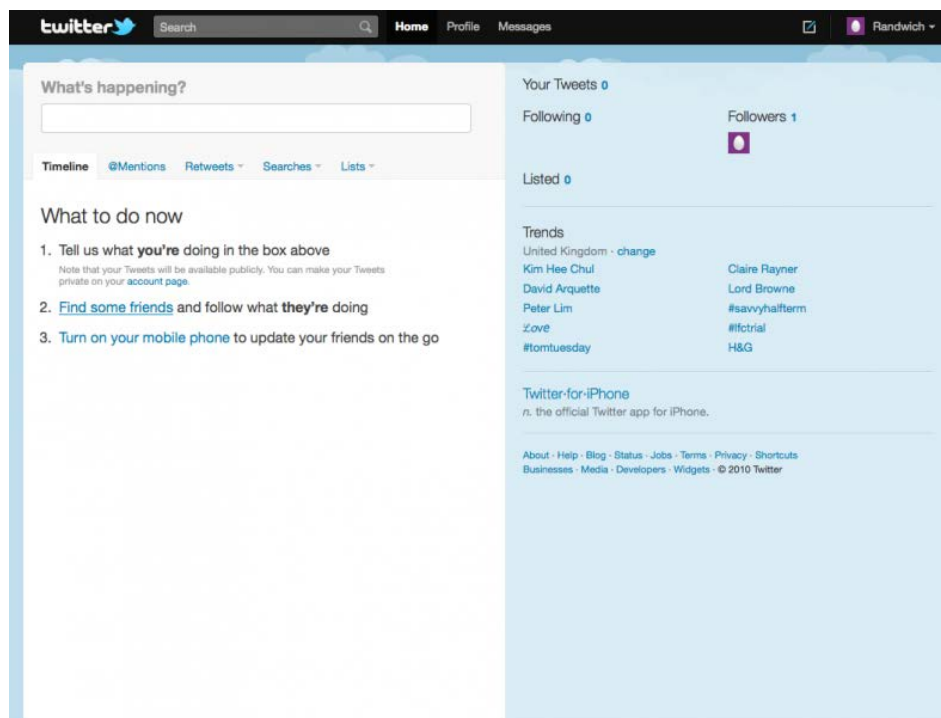 twitter Search Home Profile Messages Randwich
What's happening?
Timeline @Mentions Retweets Searches Lists
What to do now
1. Tell us what you're doing in the box above
Note that your Tweets will be available publicly. You can make your Tweets
private on your account page.
2. Find some friends and follow what they're doing
3. Turn on your mobile phone to update your friends on the go
Your Tweets 0
Following 0 Followers 1
Listed 0
Trends
United Kingdom · change
Kim Hee Chul Claire Rayner
David Arquette Lord Browne
Peter Lim #savvyhalfterm
Love #lfctrial
#tomtuesday H&G
Twitter·for·iPhone
n. the official Twitter app for iPhone.
About · Help · Blog · Status · Jobs · Terms · Privacy · Shortcuts
Businesses · Media · Developers · Widgets · © 2010 Twitter